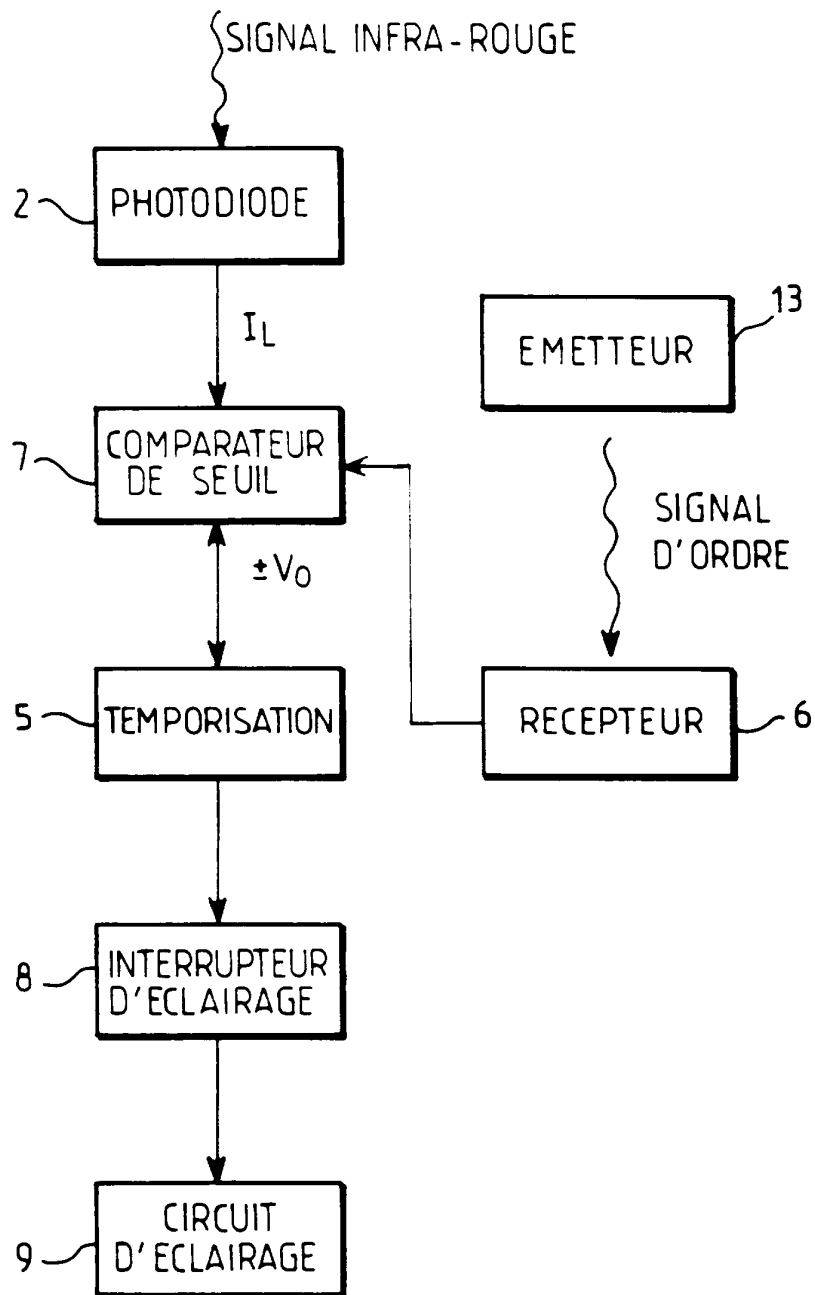 SIGNAL INFRA-ROUGE
2
PHOTODIODE
I_L
13
EMETTEUR
7
COMPARATEUR
DE SEUIL
SIGNAL
D'ORDRE
±V_O
5
TEMPORISATION
RECEPTEUR
6
8
INTERRUPTEUR
D'ECLAIRAGE
9
CIRCUIT
D'ECLAIRAGE